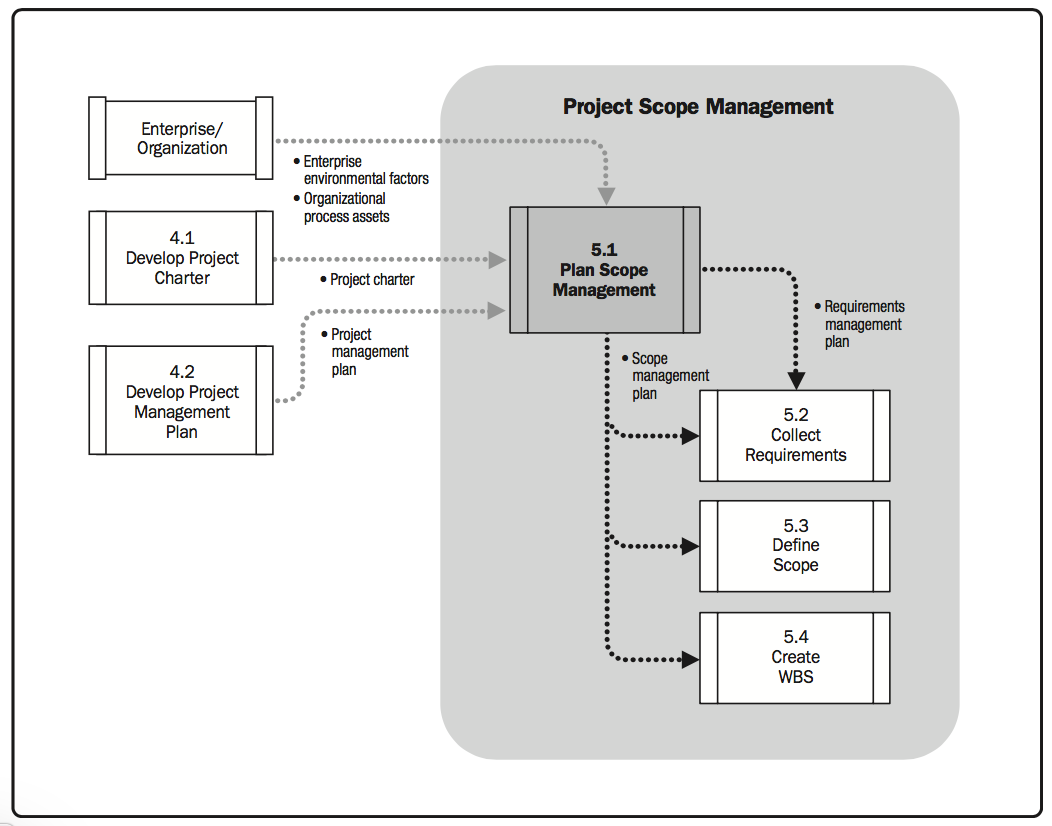 Project Scope Management
Enterprise/
Organization
• Enterprise
environmental factors
• Organizational
process assets
4.1
Develop Project
Charter
• Project charter
5.1
Plan Scope
Management
• Project
management
plan
4.2
Develop Project
Management
Plan
• Requirements
management
plan
• Scope
management
plan
5.2
Collect
Requirements
5.3
Define
Scope
5.4
Create
WBS